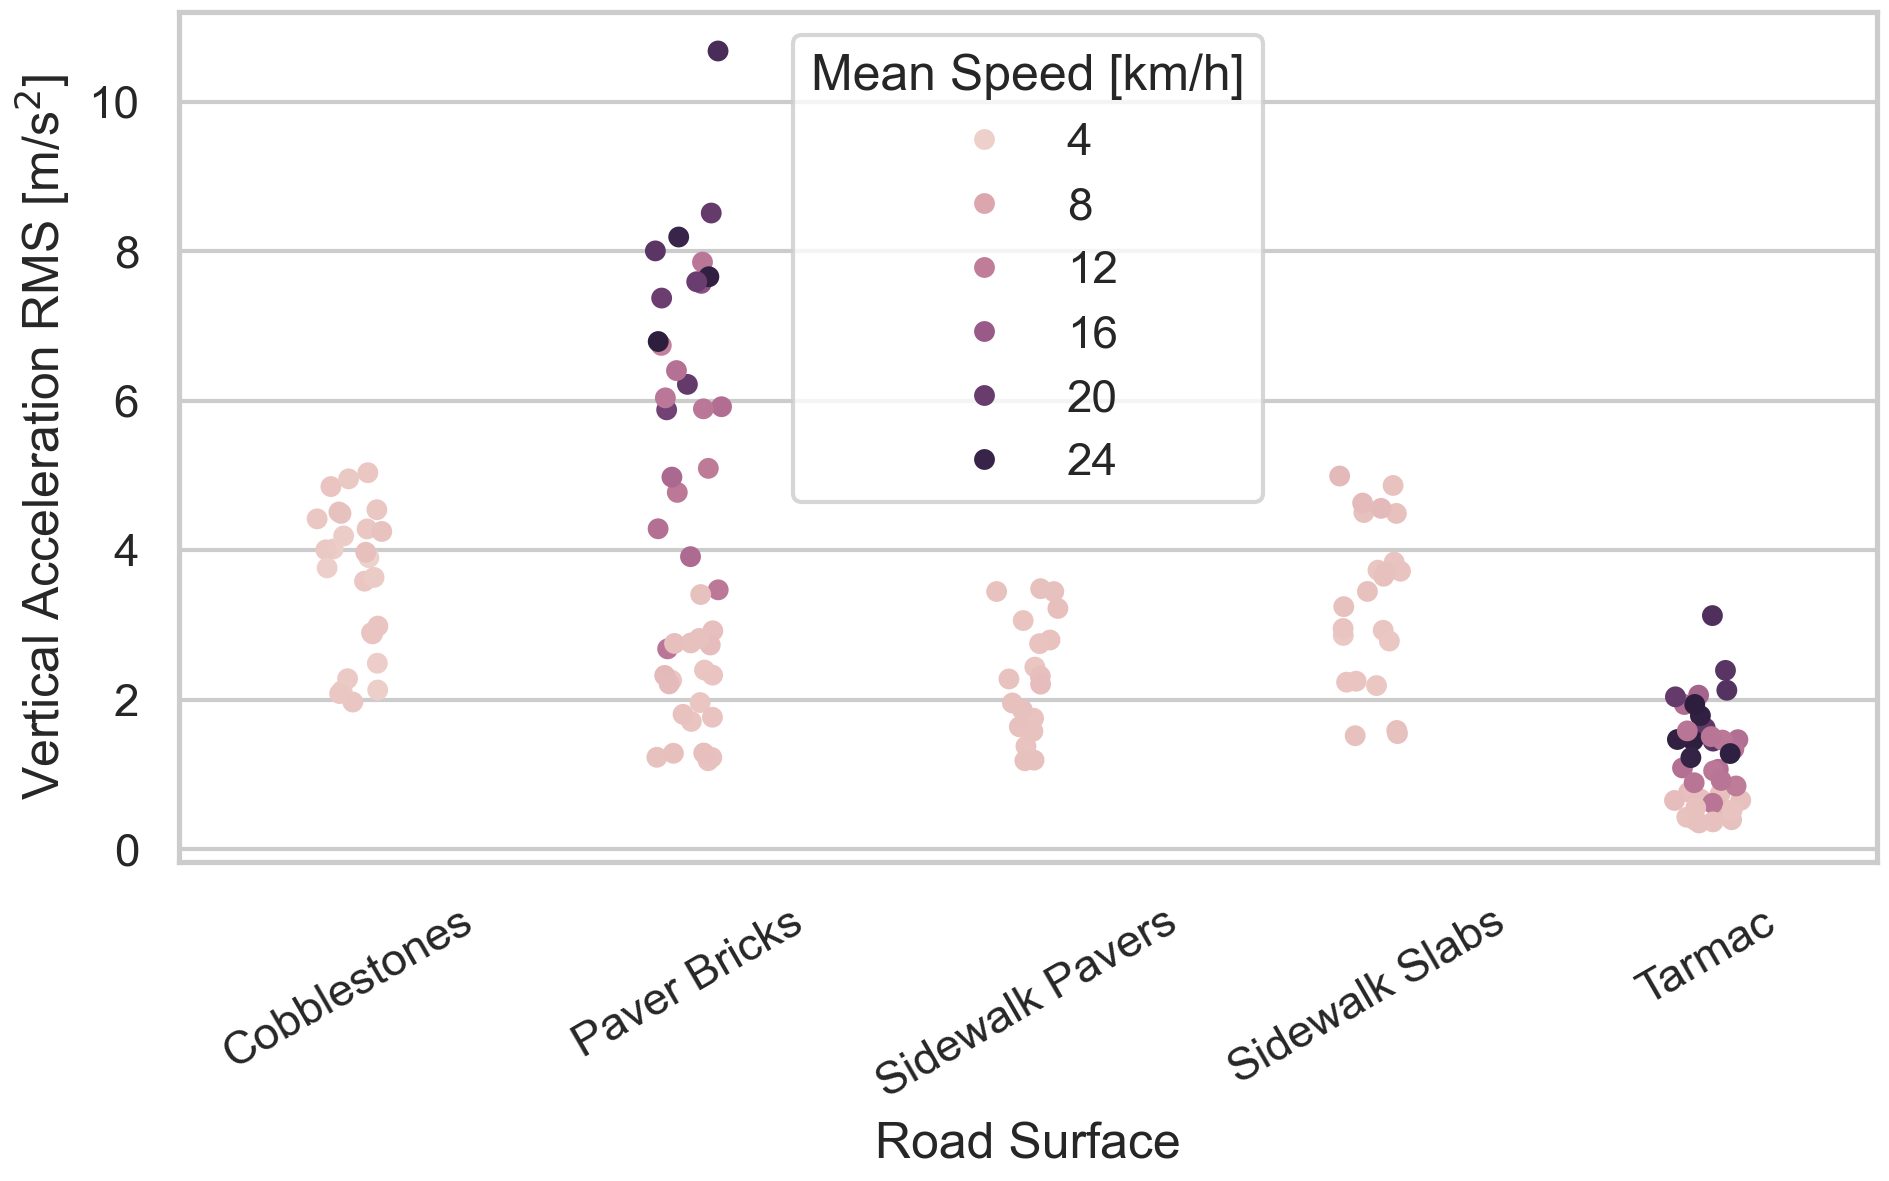 Vertical Acceleration RMS [m/s²]
10
8
6
4
2
0
Mean Speed [km/h]
4
8
12
16
20
24
Cobblestones
Paver Bricks
Sidewalk Pavers
Sidewalk Slabs
Tarmac
Road Surface